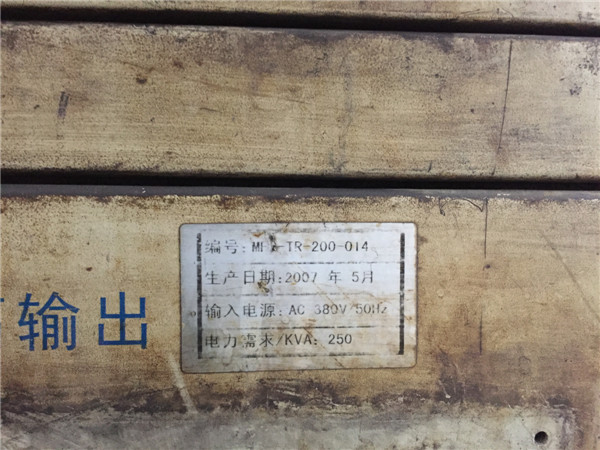 编号: MF -TR-200-014
生产日期:2007 年 5月
输入电源: AC 380V/50Hz
电力需求/KVA: 250
输出